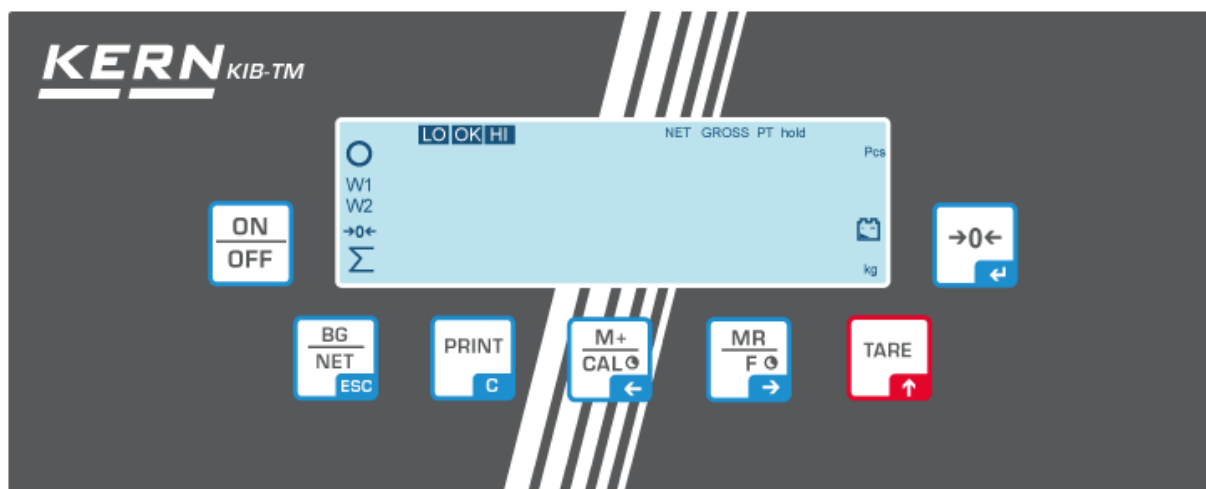 KERN KIB-TM
LO OK HI NET GROSS PT hold
Pcs
W1
W2
→0←
Σ
kg
ON
OFF
→0←
BG
NET
ESC
PRINT
C
M+
CAL
←
MR
F
→
TARE
↑